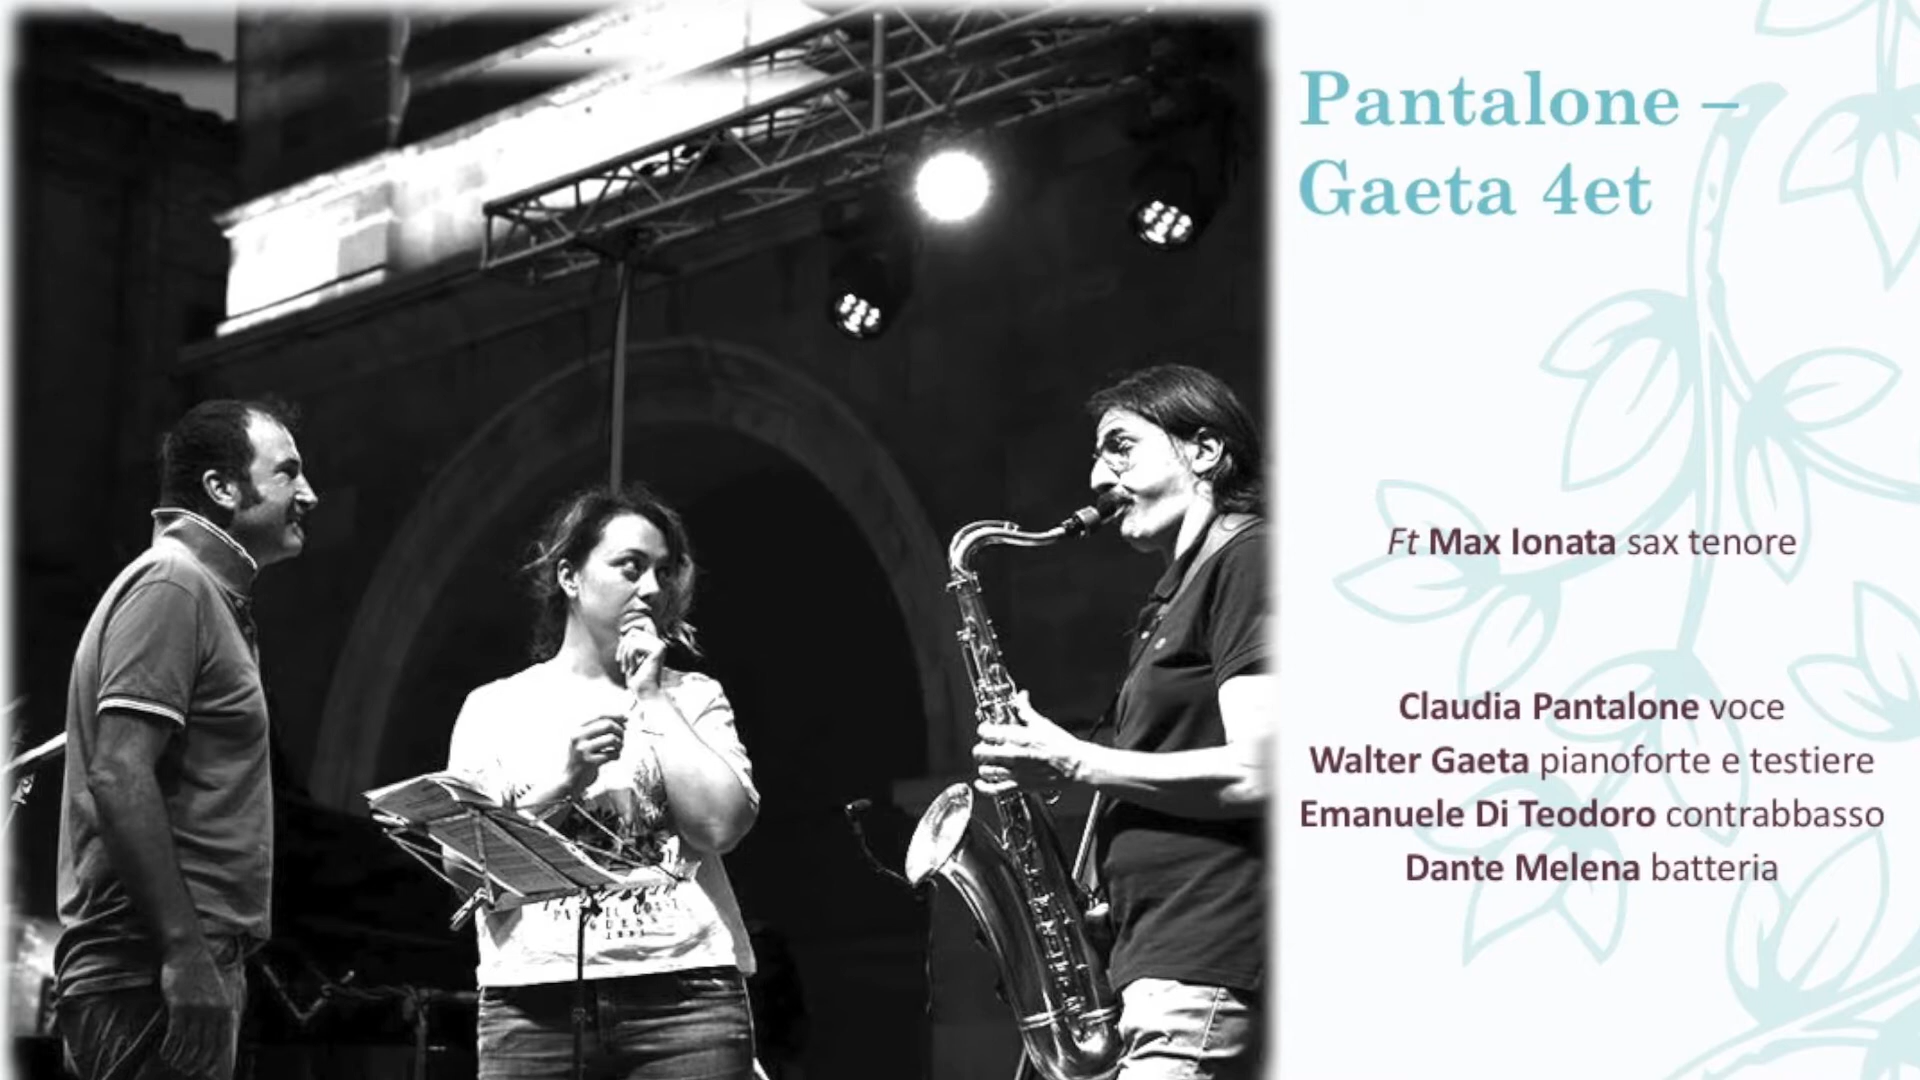 Pantalone –
Gaeta 4et
Ft Max Ionata sax tenore
Claudia Pantalone voce
Walter Gaeta pianoforte e testiere
Emanuele Di Teodoro contrabbasso
Dante Melena batteria
GUESS